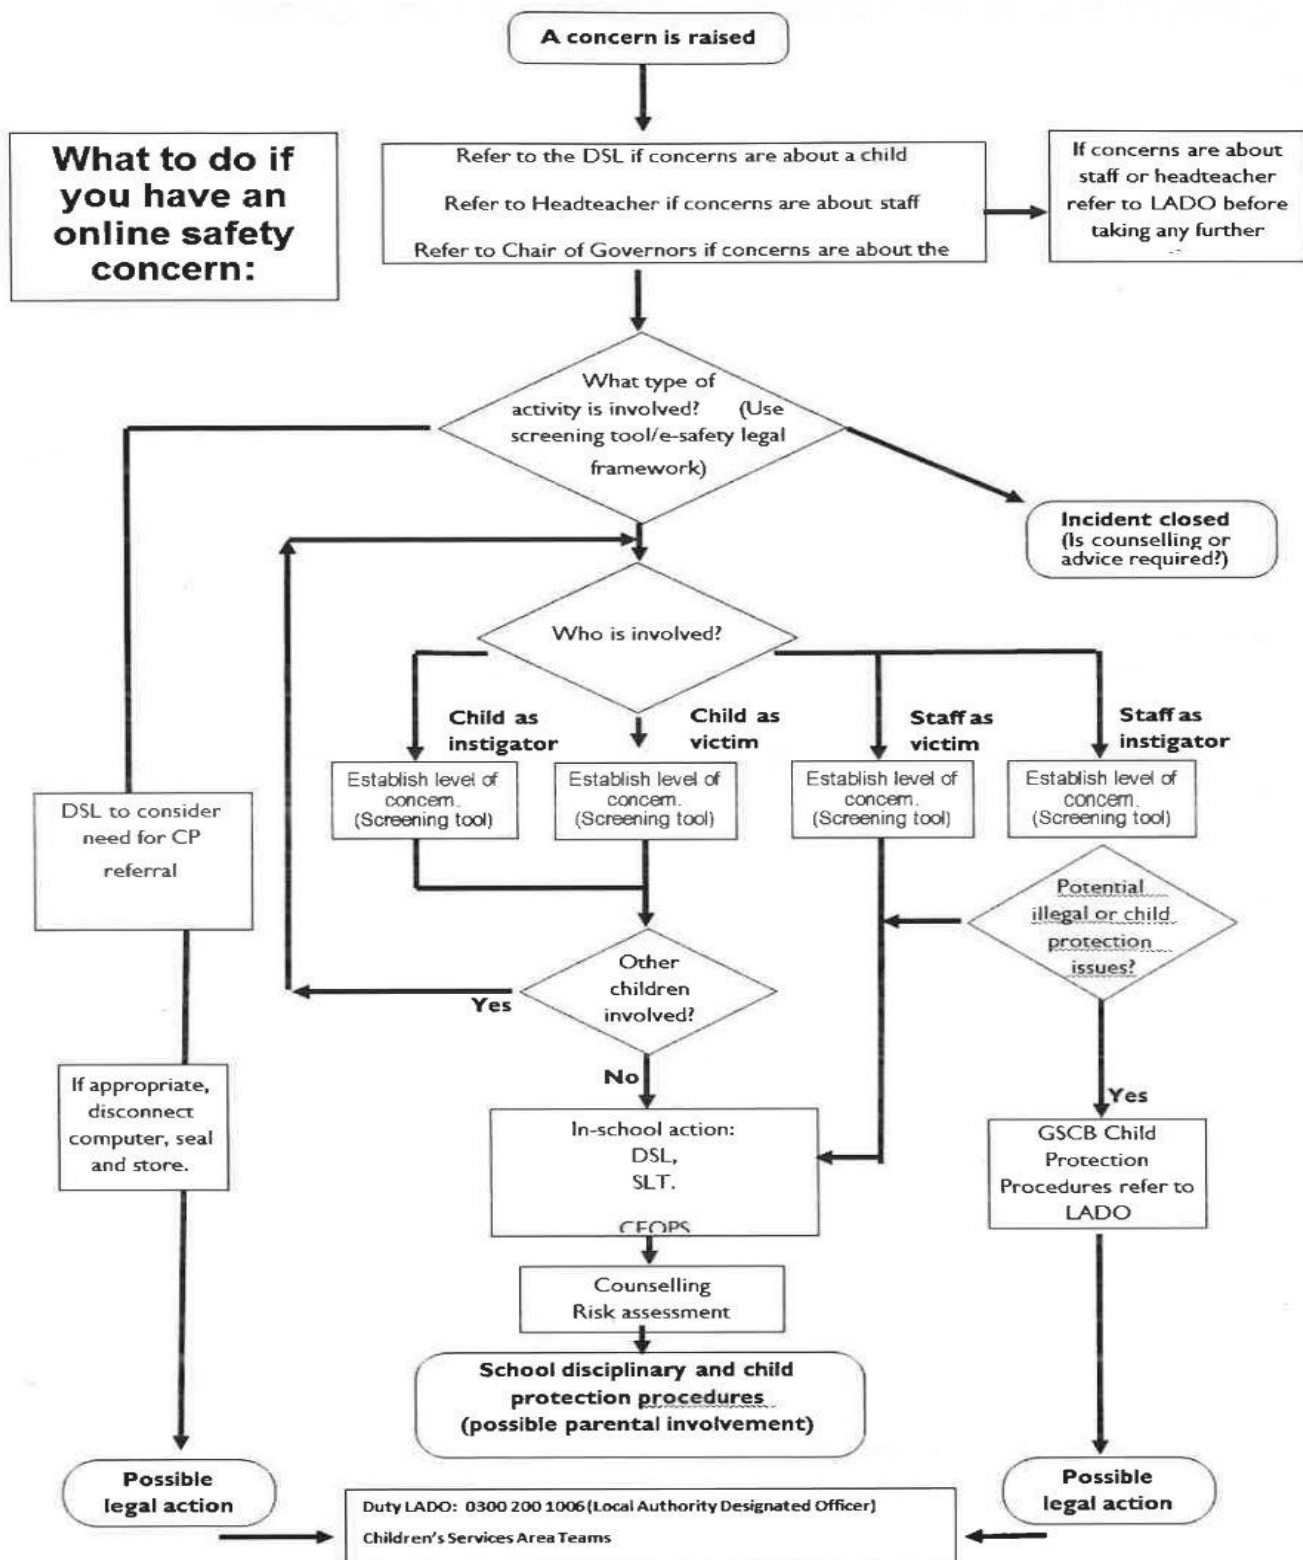 A concern is raised
What to do if
you have an
online safety
concern:
Refer to the DSL if concerns are about a child
Refer to Headteacher if concerns are about staff
Refer to Chair of Governors if concerns are about the
If concerns are about
staff or headteacher
refer to LADO before
taking any further
What type of
activity is involved? (Use
screening tool/e-safety legal
framework)
Incident closed
(Is counselling or
advice required?)
Who is involved?
Child as
instigator
Child as
victim
Staff as
victim
Staff as
instigator
Establish level of
concern.
(Screening tool)
Establish level of
concern.
(Screening tool)
Establish level of
concern.
(Screening tool)
Establish level of
concern.
(Screening tool)
DSL to consider
need for CP
referral
Potential
illegal or child
protection
issues?
Other
children
involved?
Yes
No
Yes
If appropriate,
disconnect
computer, seal
and store.
In-school action:
DSL,
SLT.
CEOPS
GSCB Child
Protection
Procedures refer to
LADO
Counselling
Risk assessment
School disciplinary and child
protection procedures
(possible parental involvement)
Possible
legal action
Possible
legal action
Duty LADO: 0300 200 1006 (Local Authority Designated Officer)
Children's Services Area Teams